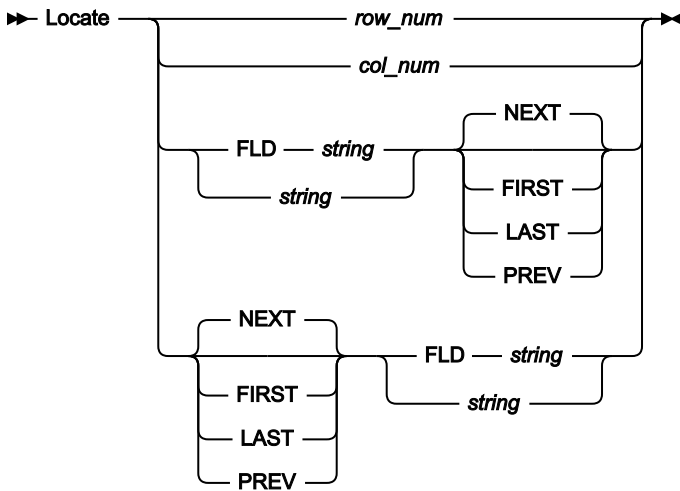 Locate row_num
col_num
NEXT
FLD string
string
FIRST
LAST
PREV
NEXT
FLD string
FIRST
string
LAST
PREV